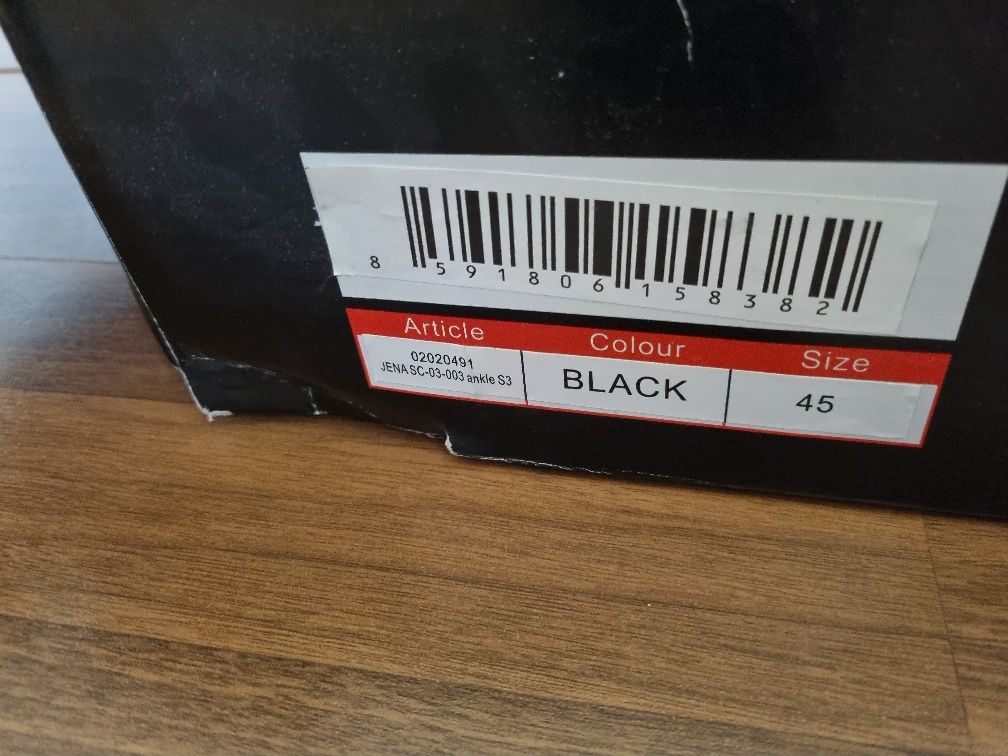 8 591806 158382
Article Colour Size
02020491
JENA SC-03-003 ankle S3
BLACK
45